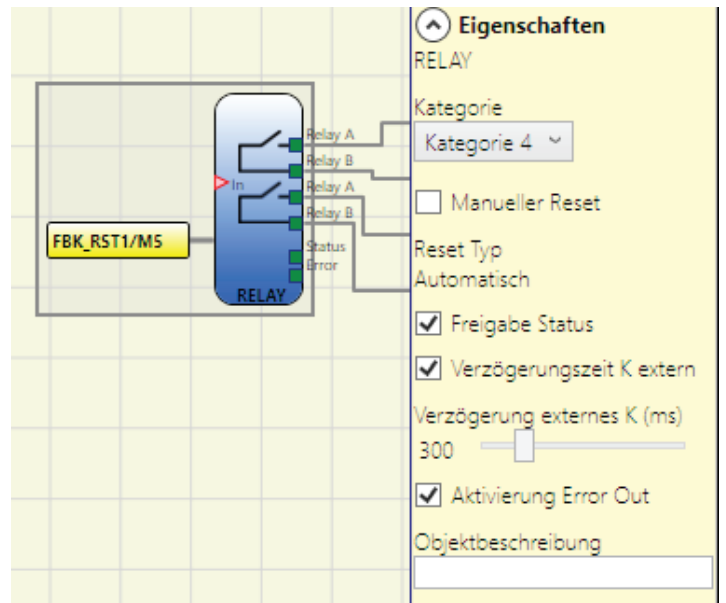 Relay A
Relay B
In
Relay A
Relay B
FBK_RST1/M5
Status
Error
RELAY
Eigenschaften
RELAY
Kategorie
Kategorie 4
Manueller Reset
Reset Typ
Automatisch
Freigabe Status
Verzögerungszeit K extern
Verzögerung externes K (ms)
300
Aktivierung Error Out
Objektbeschreibung